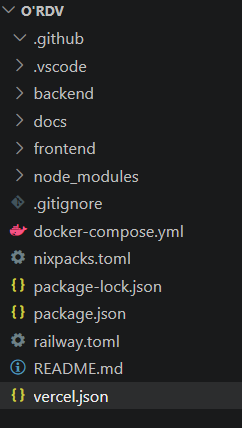 O'RDV
.github
.vscode
backend
docs
frontend
node_modules
.gitignore
docker-compose.yml
nixpacks.toml
package-lock.json
package.json
railway.toml
README.md
vercel.json